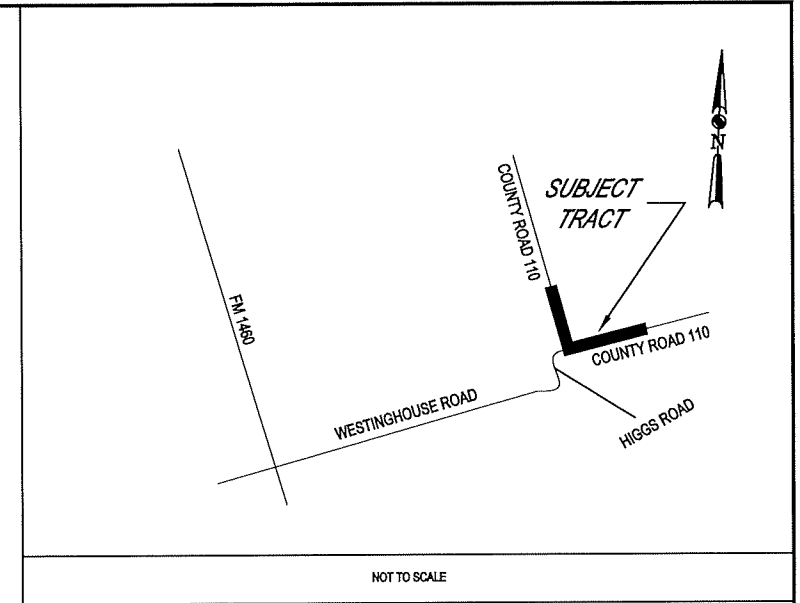 N
COUNTY ROAD 110
SUBJECT
TRACT
FM 1460
COUNTY ROAD 110
WESTINGHOUSE ROAD
HIGGS ROAD
NOT TO SCALE